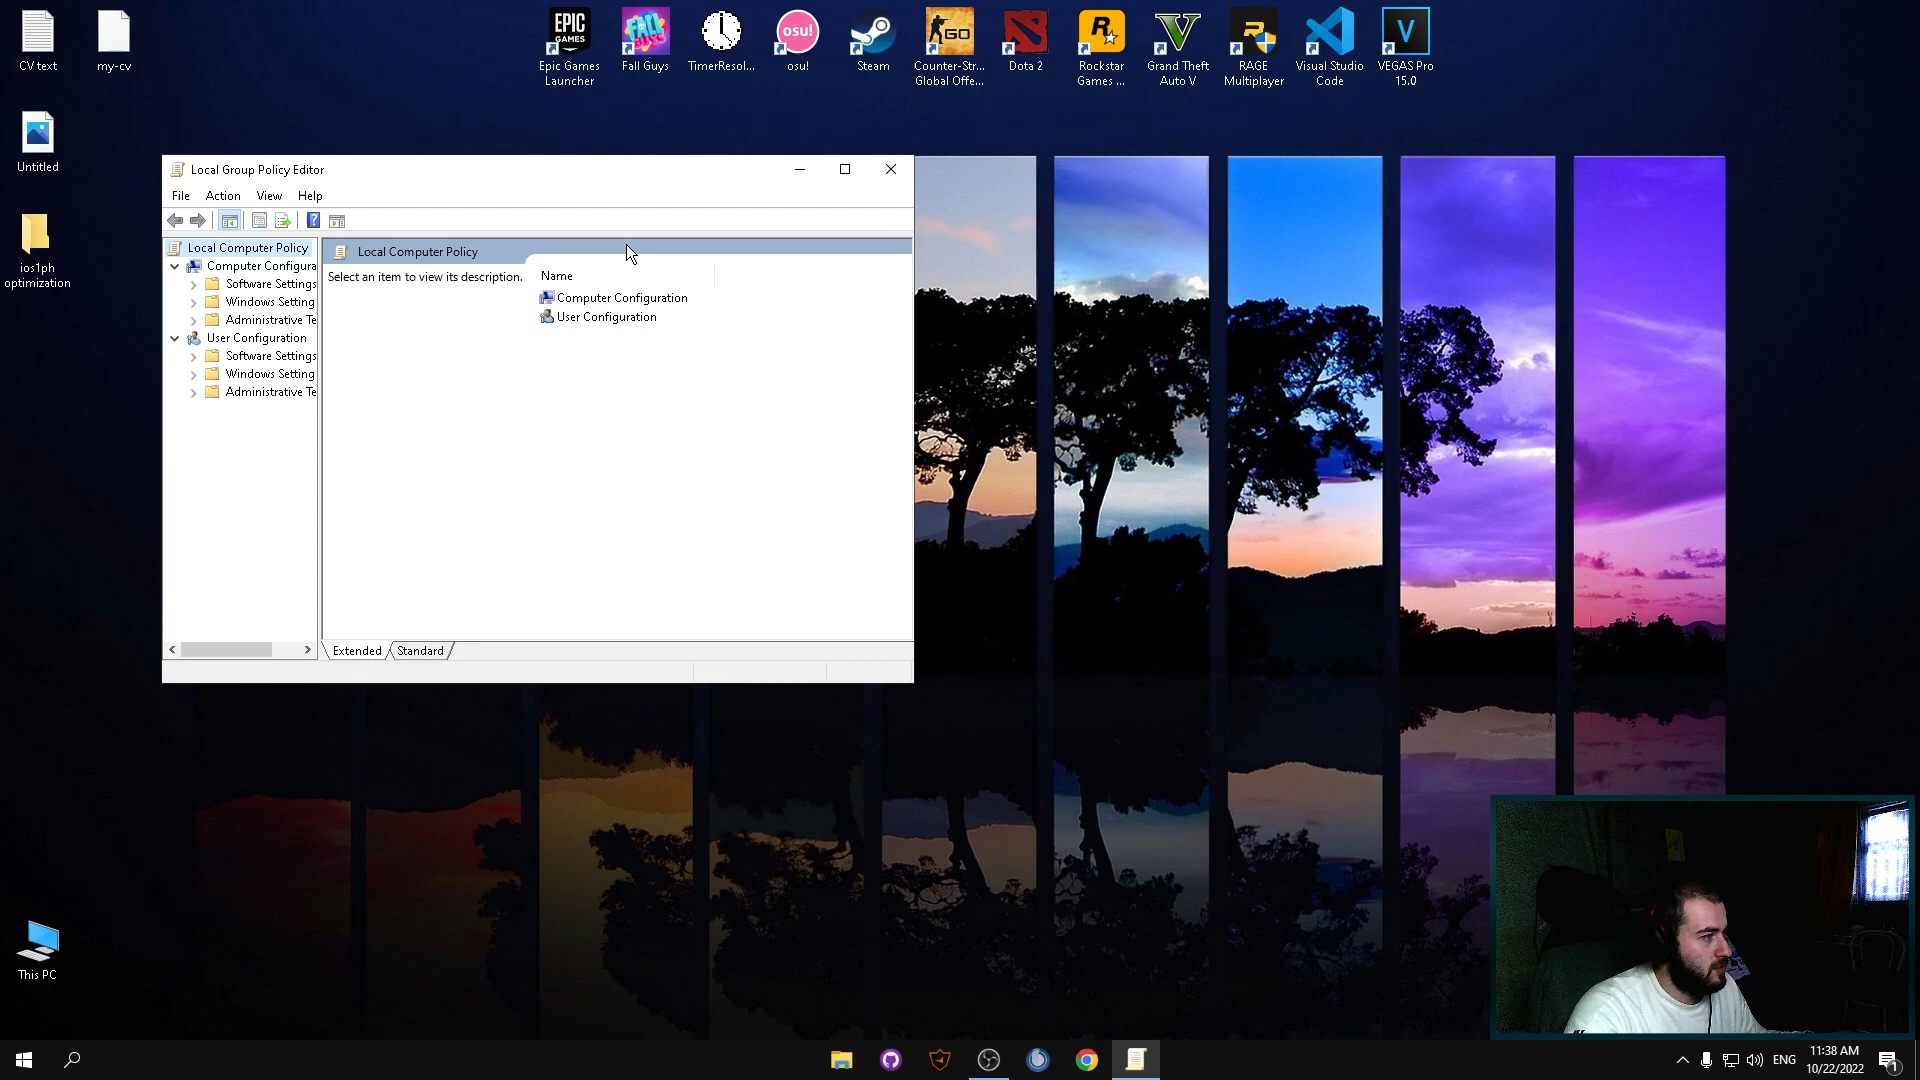 CV text
my-cv
Untitled
ios1ph
optimization
This PC
EPIC
GAMES
Epic Games
Launcher
FALL
GUYS
Fall Guys
TimerResol...
osu!
osu!
Steam
GO
Counter-Str...
Global Offe...
Dota 2
R
Rockstar
Games ...
V
Grand Theft
Auto V
R
RAGE
Multiplayer
Visual Studio
Code
V
VEGAS Pro
15.0
Local Group Policy Editor
File
Action
View
Help
Local Computer Policy
Computer Configura
Software Settings
Windows Setting
Administrative Te
User Configuration
Software Settings
Windows Setting
Administrative Te
Local Computer Policy
Select an item to view its description.
Name
Computer Configuration
User Configuration
Extended
Standard
ENG
11:38 AM
10/22/2022
1